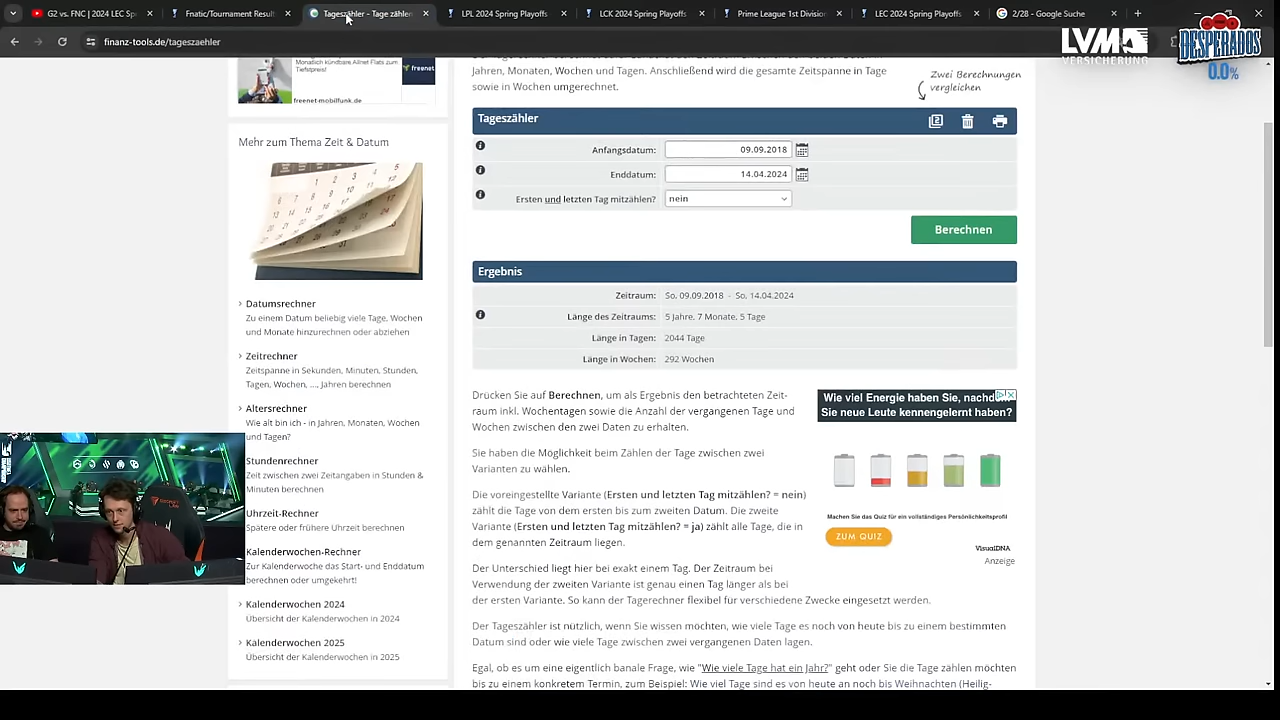 G2 vs. FNC | 2024 LEC Sp
Fnatic/Tournament Result
Tageszähler - Tage zählen
LPL 2024 Spring Playoffs
LCK 2024 Spring Playoffs
Prime League 1st Division
LEC 2024 Spring Playoffs
2/28 - Google Suche
finanz-tools.de/tageszaehler
LVM
VERSICHERUNG
DESPERADOS
0.0%
Monatlich kündbare Allnet Flats zum
Tiefstpreis!
freenet
freenet-mobilfunk.de
Jahren, Monaten, Wochen und Tagen. Anschließend wird die gesamte Zeitspanne in Tage
sowie in Wochen umgerechnet.
Zwei Berechnungen
vergleichen
Mehr zum Thema Zeit & Datum
Datumsrechner
Zu einem Datum beliebig viele Tage, Wochen
und Monate hinzurechnen oder abziehen
Zeitrechner
Zeitspanne in Sekunden, Minuten, Stunden,
Tagen, Wochen, ..., Jahren berechnen
Altersrechner
Wie alt bin ich - in Jahren, Monaten, Wochen
und Tagen?
Stundenrechner
Zeit zwischen zwei Zeitangaben in Stunden &
Minuten berechnen
Uhrzeit-Rechner
Spätere oder frühere Uhrzeit berechnen
Kalenderwochen-Rechner
Zur Kalenderwoche das Start- und Enddatum
berechnen oder umgekehrt!
Kalenderwochen 2024
Übersicht der Kalenderwochen in 2024
Kalenderwochen 2025
Übersicht der Kalenderwochen in 2025
Tageszähler
Anfangsdatum: 09.09.2018
Enddatum: 14.04.2024
Ersten und letzten Tag mitzählen? nein
Berechnen
Ergebnis
Zeitraum: So, 09.09.2018 - So, 14.04.2024
Länge des Zeitraums: 5 Jahre, 7 Monate, 5 Tage
Länge in Tagen: 2044 Tage
Länge in Wochen: 292 Wochen
Drücken Sie auf Berechnen, um als Ergebnis den betrachteten Zeit-
raum inkl. Wochentagen sowie die Anzahl der vergangenen Tage und
Wochen zwischen den zwei Daten zu erhalten.
Sie haben die Möglichkeit beim Zählen der Tage zwischen zwei
Varianten zu wählen.
Die voreingestellte Variante (Ersten und letzten Tag mitzählen? = nein)
zählt die Tage von dem ersten bis zum zweiten Datum. Die zweite
Variante (Ersten und letzten Tag mitzählen? = ja) zählt alle Tage, die in
dem genannten Zeitraum liegen.
Der Unterschied liegt hier bei exakt einem Tag. Der Zeitraum bei
Verwendung der zweiten Variante ist genau einen Tag länger als bei
der ersten Variante. So kann der Tagerechner flexibel für verschiedene Zwecke eingesetzt werden.
Der Tageszähler ist nützlich, wenn Sie wissen möchten, wie viele Tage es noch von heute bis zu einem bestimmten
Datum sind oder wie viele Tage zwischen zwei vergangenen Daten lagen.
Egal, ob es um eine eigentlich banale Frage, wie "Wie viele Tage hat ein Jahr?" geht oder Sie die Tage zählen möchten
bis zu einem konkretem Termin, zum Beispiel: Wie viel Tage sind es von heute an noch bis Weihnachten (Heilig-
Wie viel Energie haben Sie, nachd
Sie neue Leute kennengelernt haben?
Machen Sie das Quiz für ein vollständiges Persönlichkeitsprofil
ZUM QUIZ
VisualDNA
Anzeige